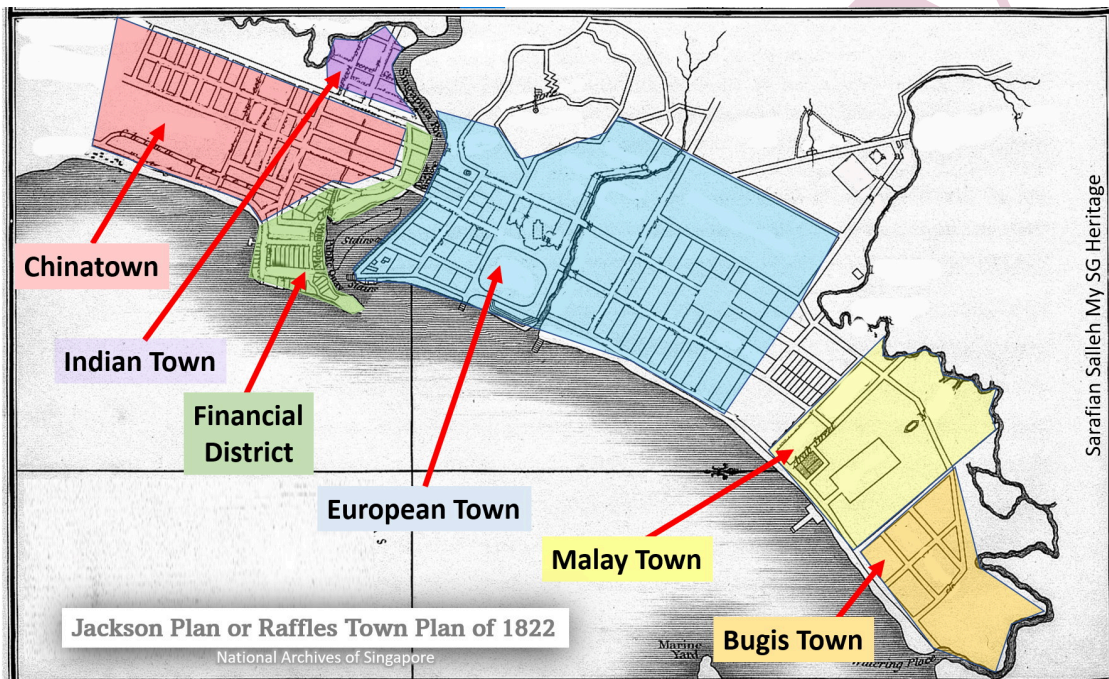 Chinatown
Indian Town
Financial
District
European Town
Malay Town
Bugis Town
Jackson Plan or Raffles Town Plan of 1822
National Archives of Singapore
Marine
Yard
Watering Place
Sarafian Salleh My SG Heritage